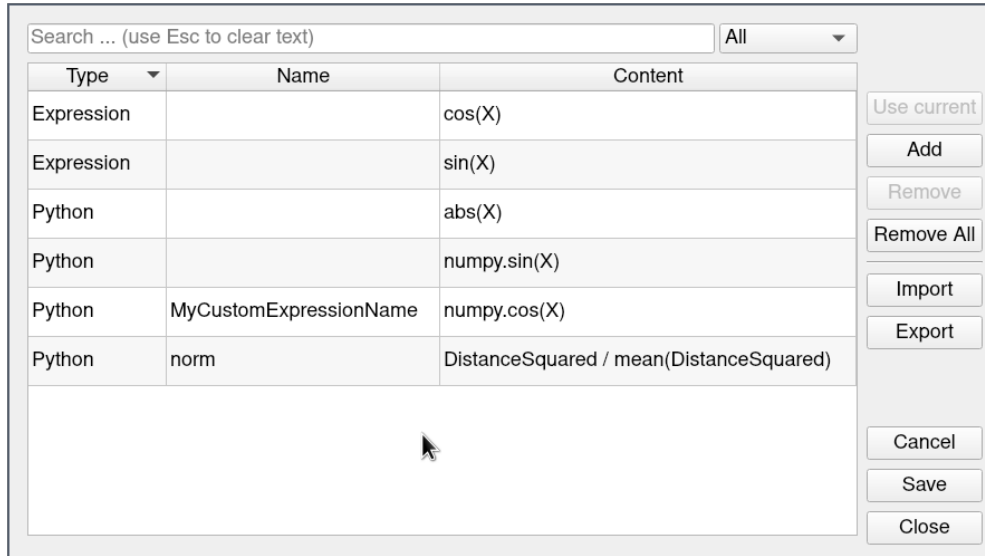 Search ... (use Esc to clear text) All
Type Name Content
Expression cos(X)
Expression sin(X)
Python abs(X)
Python numpy.sin(X)
Python MyCustomExpressionName numpy.cos(X)
Python norm DistanceSquared / mean(DistanceSquared)
Use current
Add
Remove
Remove All
Import
Export
Cancel
Save
Close